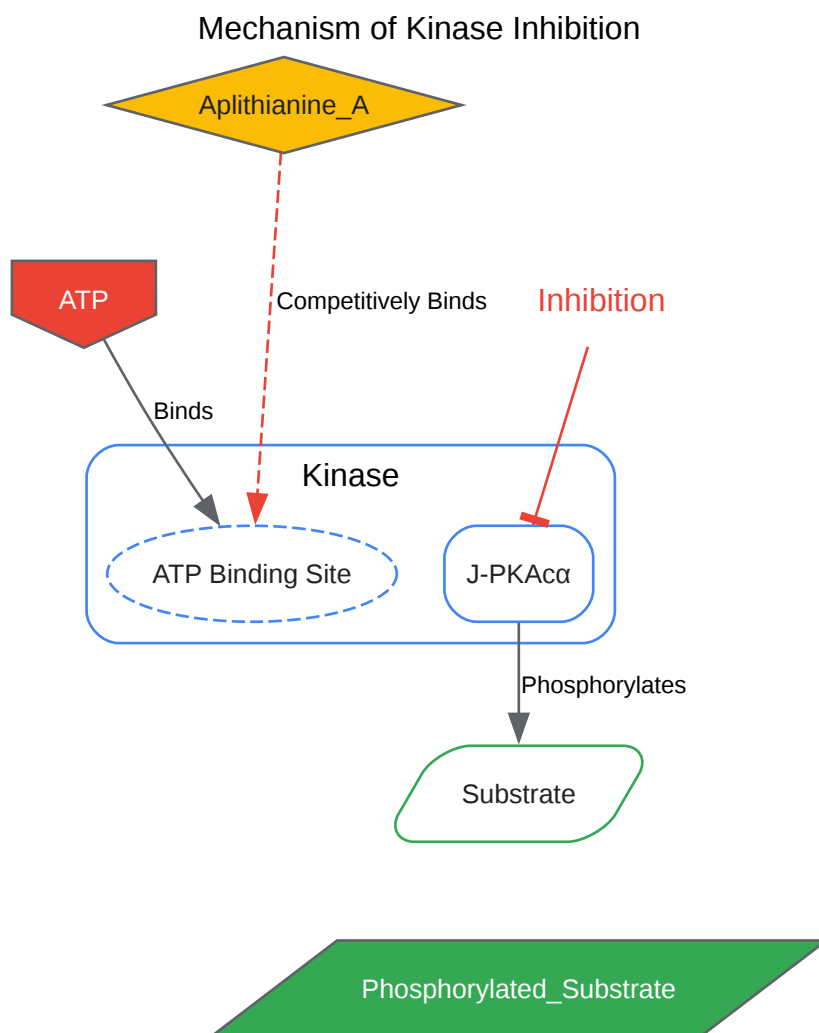 Mechanism of Kinase Inhibition
Aplithianine_A
ATP
Competitively Binds
Inhibition
Binds
Kinase
ATP Binding Site
J-PKAcα
Phosphorylates
Substrate
Phosphorylated_Substrate